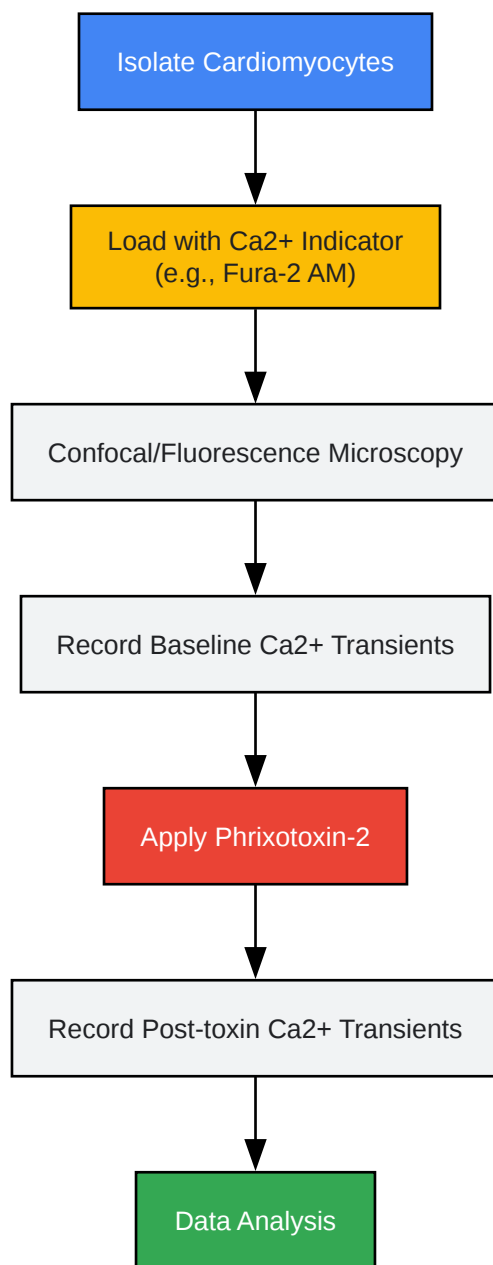 Isolate Cardiomyocytes
Load with Ca2+ Indicator
(e.g., Fura-2 AM)
Confocal/Fluorescence Microscopy
Record Baseline Ca2+ Transients
Apply Phrixotoxin-2
Record Post-toxin Ca2+ Transients
Data Analysis